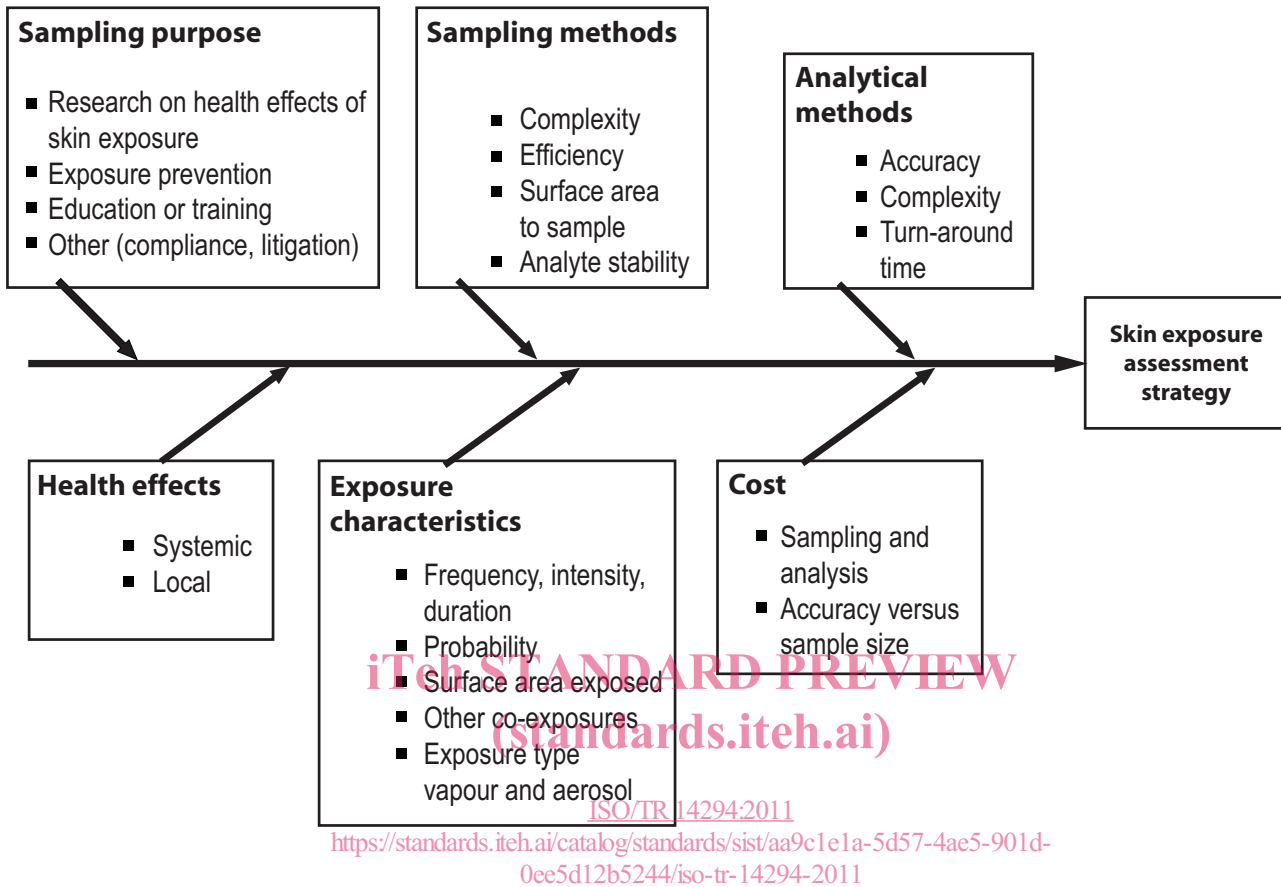 Sampling purpose
■ Research on health effects of
skin exposure
■ Exposure prevention
■ Education or training
■ Other (compliance, litigation)
Sampling methods
■ Complexity
■ Efficiency
■ Surface area
to sample
■ Analyte stability
Analytical
methods
■ Accuracy
■ Complexity
■ Turn-around
time
Skin exposure
assessment
strategy
Health effects
■ Systemic
■ Local
Exposure
characteristics
■ Frequency, intensity,
duration
■ Probability
■ Surface area exposed
■ Other co-exposures
■ Exposure type
vapour and aerosol
Cost
■ Sampling and
analysis
■ Accuracy versus
sample size
iTeh STANDARD PREVIEW
(standards.iteh.ai)
ISO/TR 14294:2011
https://standards.iteh.ai/catalog/standards/sist/aa9c1e1a-5d57-4ae5-901d-
0ee5d12b5244/iso-tr-14294-2011